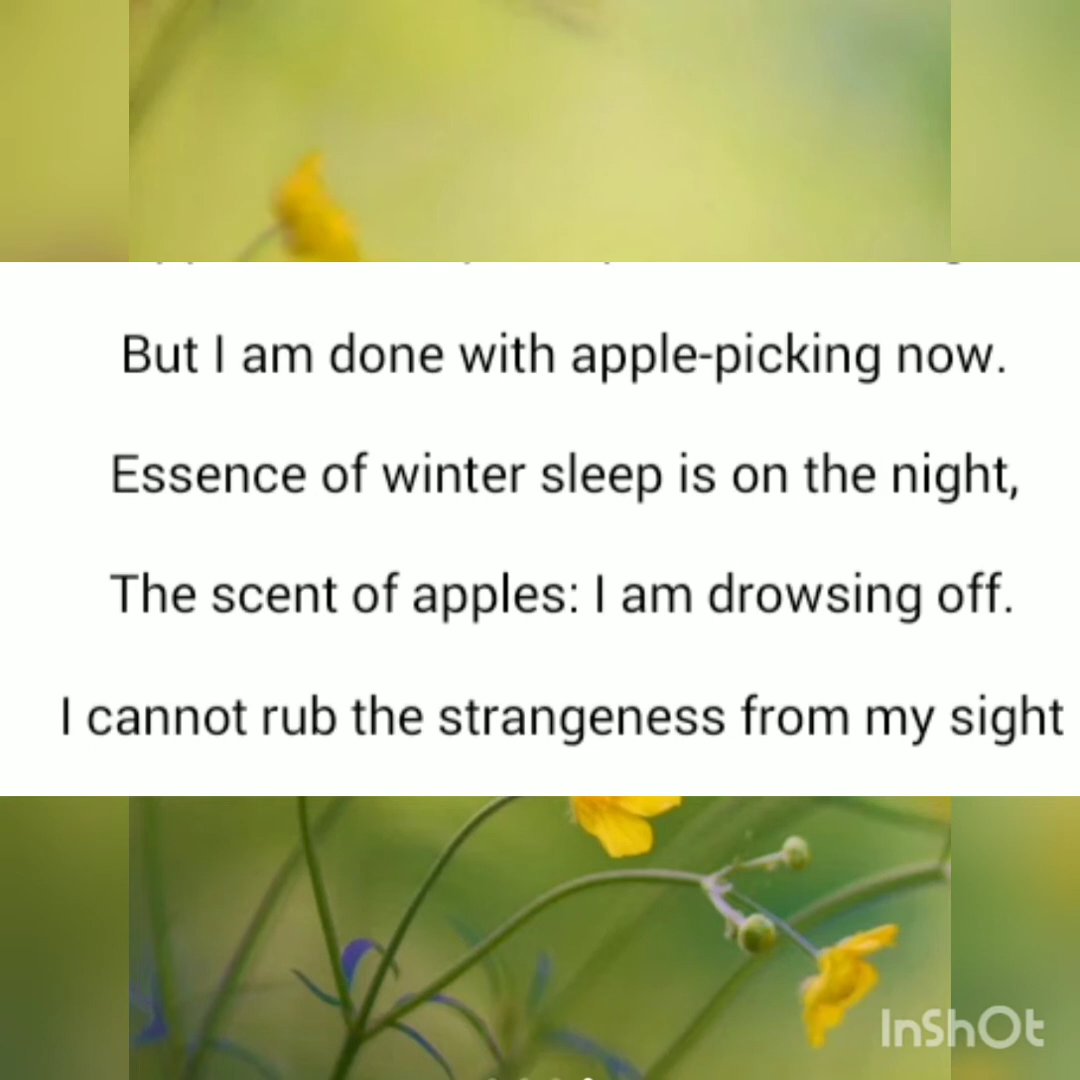 But I am done with apple-picking now.
Essence of winter sleep is on the night,
The scent of apples: I am drowsing off.
I cannot rub the strangeness from my sight
InShOt